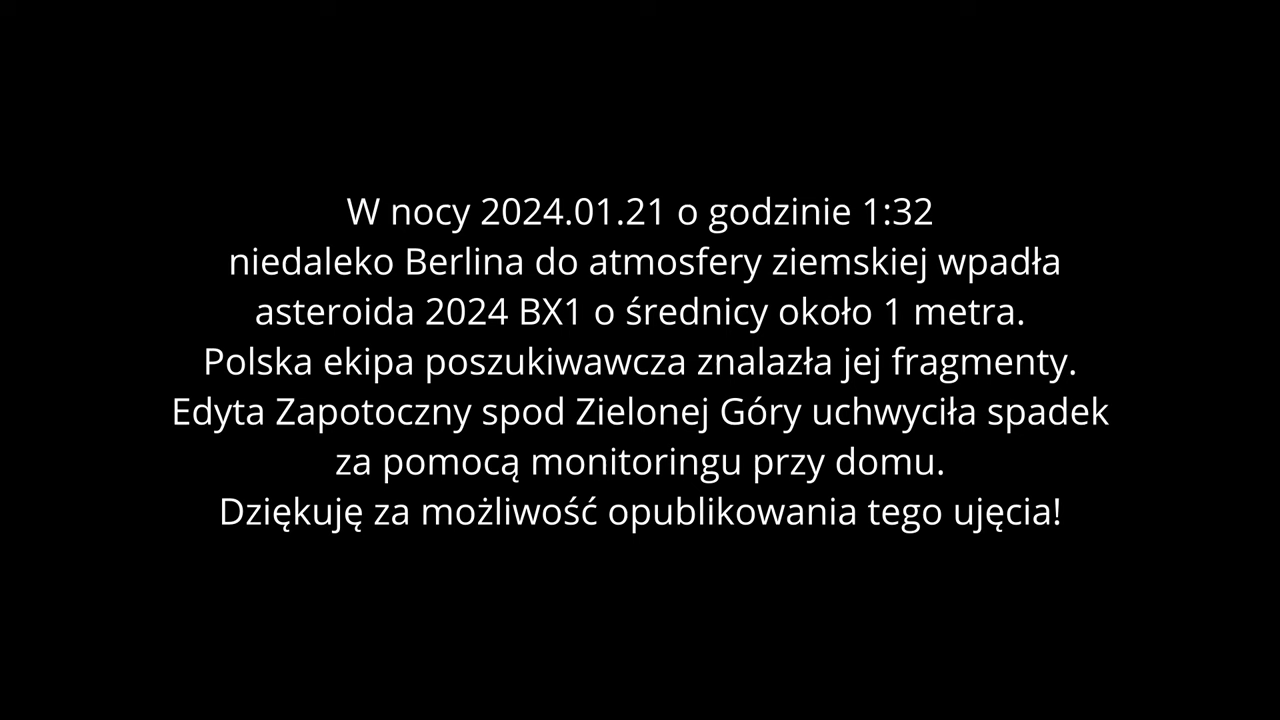 W nocy 2024.01.21 o godzinie 1:32
niedaleko Berlina do atmosfery ziemskiej wpadła
asteroida 2024 BX1 o średnicy około 1 metra.
Polska ekipa poszukiwawcza znalazła jej fragmenty.
Edyta Zapotoczny spod Zielonej Góry uchwyciła spadek
za pomocą monitoringu przy domu.
Dziękuję za możliwość opublikowania tego ujęcia!